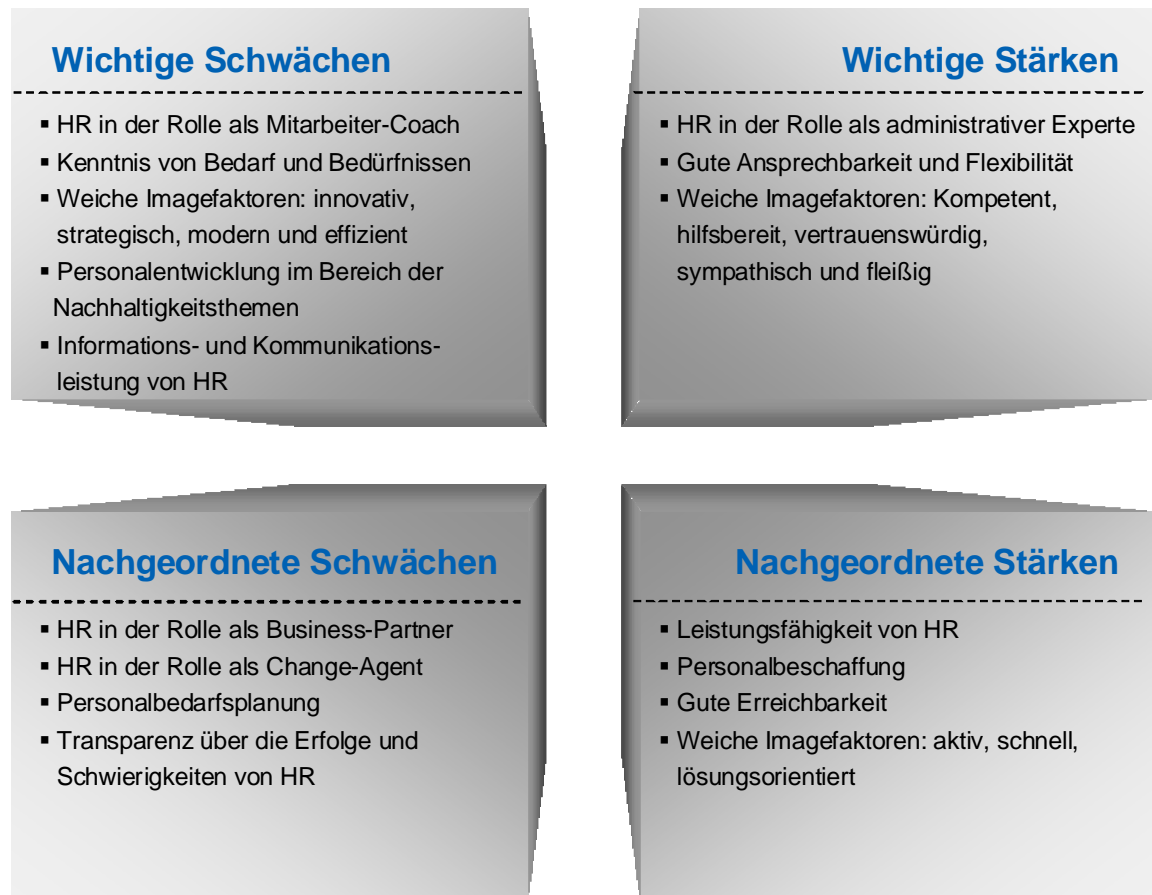 Wichtige Schwächen
▪ HR in der Rolle als Mitarbeiter-Coach
▪ Kenntnis von Bedarf und Bedürfnissen
▪ Weiche Imagefaktoren: innovativ,
strategisch, modern und effizient
▪ Personalentwicklung im Bereich der
Nachhaltigkeitsthemen
▪ Informations- und Kommunikations-
leistung von HR
Wichtige Stärken
▪ HR in der Rolle als administrativer Experte
▪ Gute Ansprechbarkeit und Flexibilität
▪ Weiche Imagefaktoren: Kompetent,
hilfsbereit, vertrauenswürdig,
sympathisch und fleißig
Nachgeordnete Schwächen
▪ HR in der Rolle als Business-Partner
▪ HR in der Rolle als Change-Agent
▪ Personalbedarfsplanung
▪ Transparenz über die Erfolge und
Schwierigkeiten von HR
Nachgeordnete Stärken
▪ Leistungsfähigkeit von HR
▪ Personalbeschaffung
▪ Gute Erreichbarkeit
▪ Weiche Imagefaktoren: aktiv, schnell,
lösungsorientiert